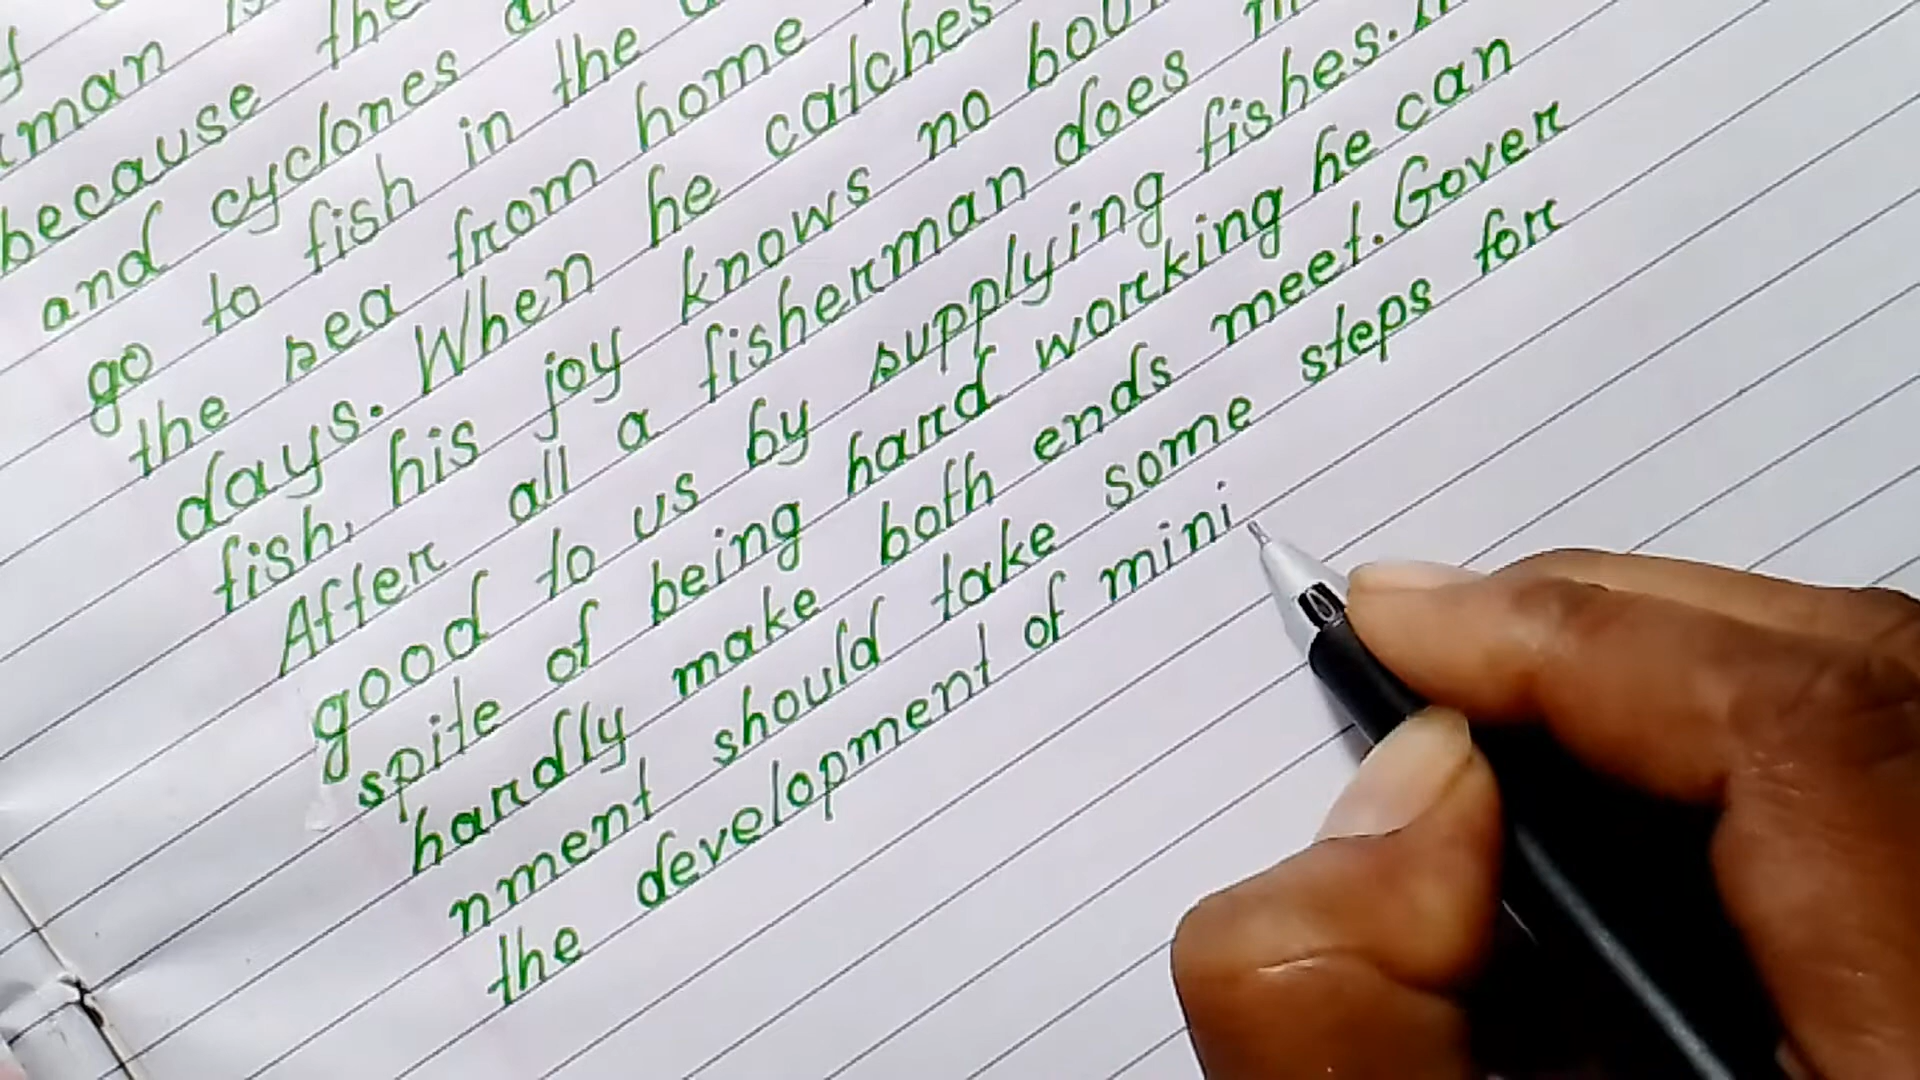 man
because the
and cyclones
go to fish in the
the sea from home
days. When he catches
fish, his joy knows no
After all a fisherman does
good to us by supplying fishes.
spite of being hard working he can
hardly make both ends meet. Gover
nment should take some steps for
the development of mini